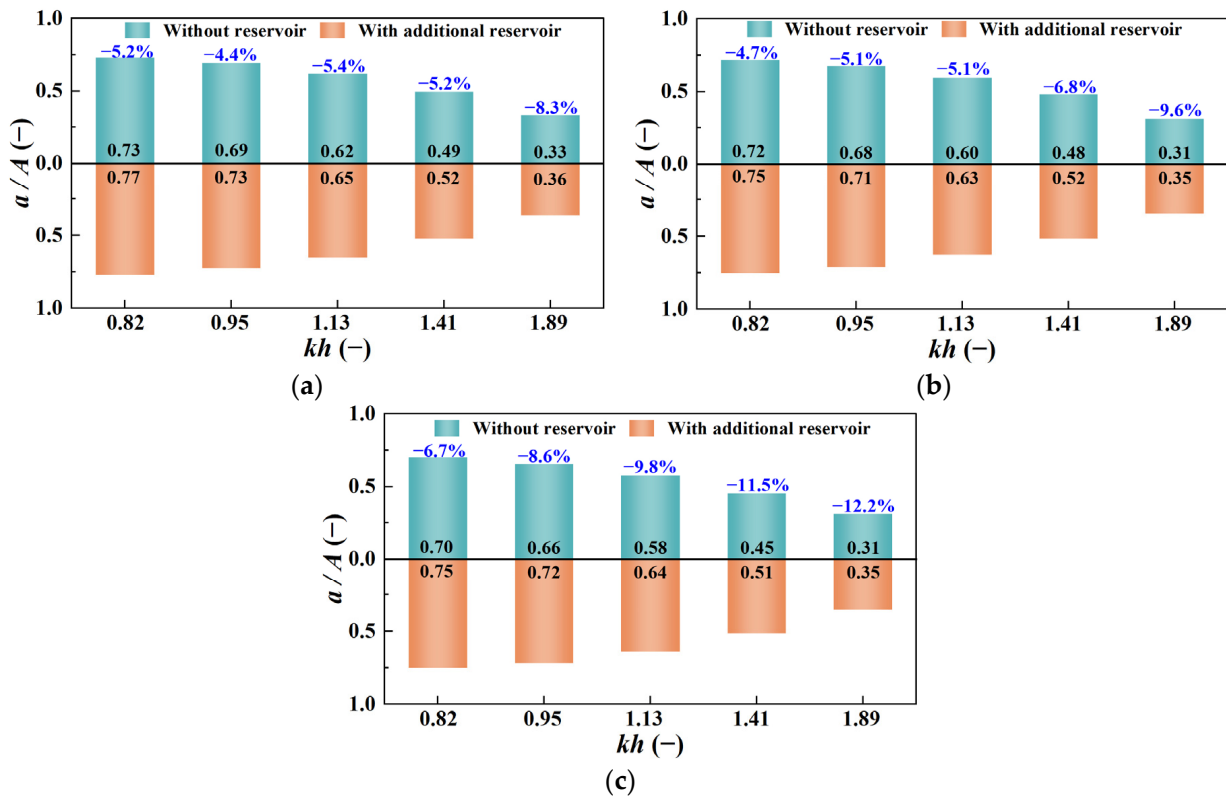 Without reservoir With additional reservoir
1.0
0.5
0.0
0.5
1.0
a / A (−)
−5.2% −4.4% −5.4% −5.2% −8.3%
0.73 0.69 0.62 0.49 0.33
0.77 0.73 0.65 0.52 0.36
0.82 0.95 1.13 1.41 1.89
kh (−)
(a)
Without reservoir With additional reservoir
1.0
0.5
0.0
0.5
1.0
a / A (−)
−4.7% −5.1% −5.1% −6.8% −9.6%
0.72 0.68 0.60 0.48 0.31
0.75 0.71 0.63 0.52 0.35
0.82 0.95 1.13 1.41 1.89
kh (−)
(b)
Without reservoir With additional reservoir
1.0
0.5
0.0
0.5
1.0
a / A (−)
−6.7% −8.6% −9.8% −11.5% −12.2%
0.70 0.66 0.58 0.45 0.31
0.75 0.72 0.64 0.51 0.35
0.82 0.95 1.13 1.41 1.89
kh (−)
(c)